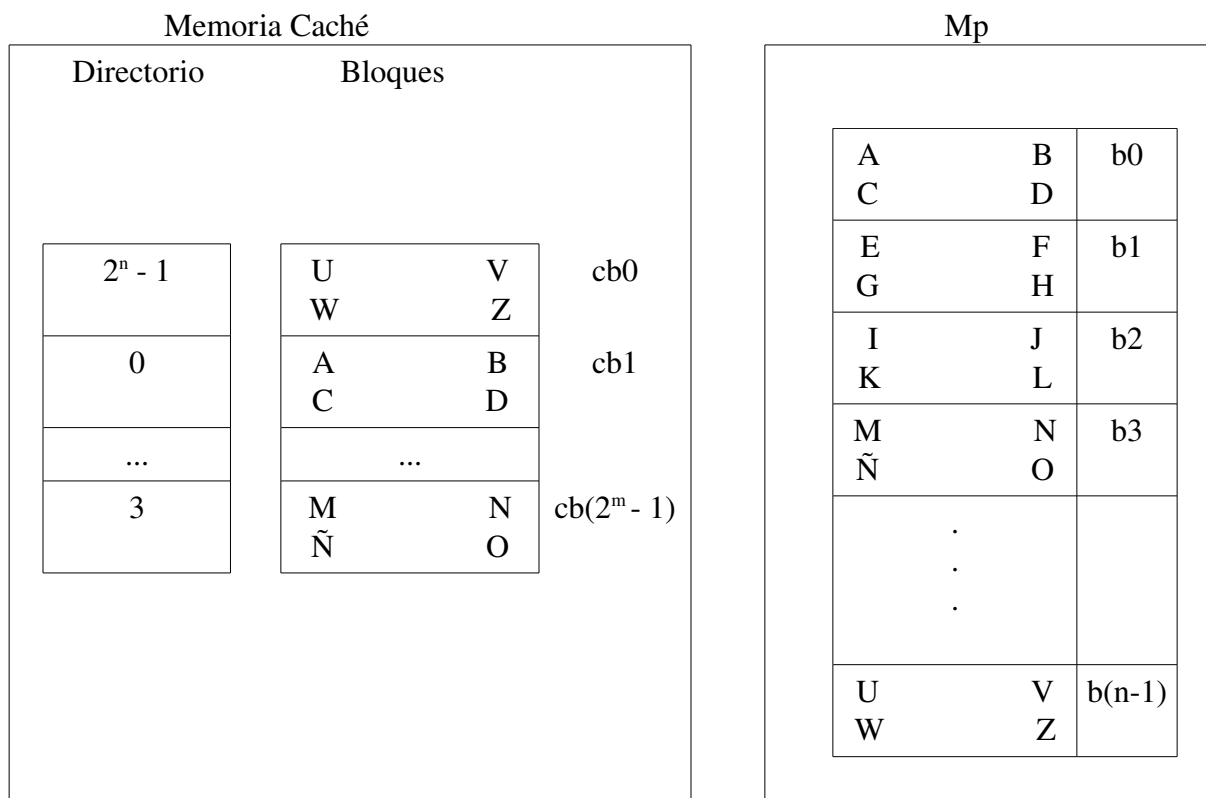 Memoria Caché
Directorio Bloques
2ⁿ - 1 U V cb0
W Z
0 A B cb1
C D
... ...
3 M N cb(2ᵐ - 1)
Ñ O
Mp
A B b0
C D
E F b1
G H
I J b2
K L
M N b3
Ñ O
.
.
.
U V b(n-1)
W Z